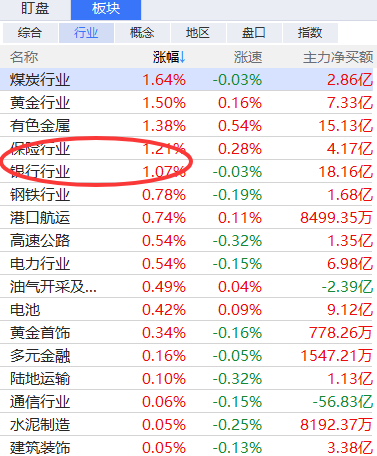 盯盘 板块
综合 行业 概念 地区 盘口 指数
名称 涨幅↓ 涨速 主力净买额
煤炭行业 1.64% -0.03% 2.86亿
黄金行业 1.50% 0.16% 7.33亿
有色金属 1.38% 0.54% 15.13亿
保险行业 1.21% 0.28% 4.17亿
银行行业 1.07% -0.03% 18.16亿
钢铁行业 0.78% -0.19% 1.68亿
港口航运 0.74% 0.11% 8499.35万
高速公路 0.54% -0.32% 1.35亿
电力行业 0.54% -0.15% 6.98亿
油气开采及... 0.49% 0.04% -2.39亿
电池 0.42% 0.09% 9.12亿
黄金首饰 0.34% -0.16% 778.26万
多元金融 0.16% -0.05% 1547.21万
陆地运输 0.10% -0.32% 1.13亿
通信行业 0.06% -0.15% -56.83亿
水泥制造 0.05% -0.25% 8192.37万
建筑装饰 0.05% -0.13% 3.38亿